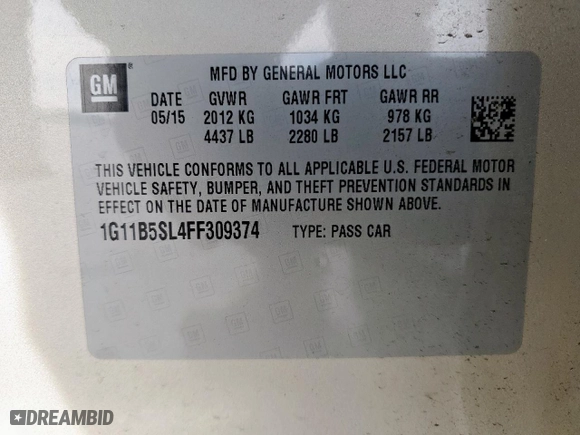 GM
MFD BY GENERAL MOTORS LLC
DATE GVWR GAWR FRT GAWR RR
05/15 2012 KG 1034 KG 978 KG
4437 LB 2280 LB 2157 LB
THIS VEHICLE CONFORMS TO ALL APPLICABLE U.S. FEDERAL MOTOR
VEHICLE SAFETY, BUMPER, AND THEFT PREVENTION STANDARDS IN
EFFECT ON THE DATE OF MANUFACTURE SHOWN ABOVE.
1G11B5SL4FF309374 TYPE: PASS CAR
DREAMBID